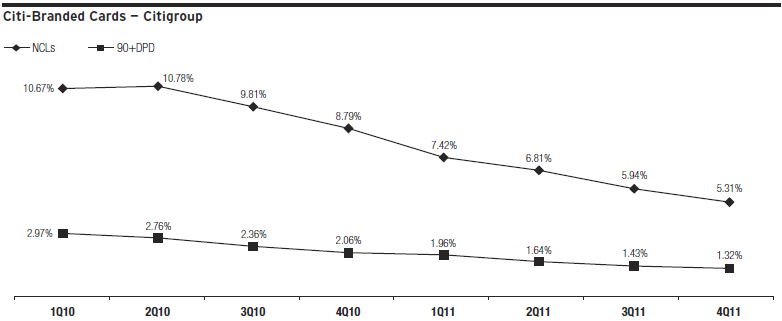 Citi-Branded Cards – Citigroup
NCLs 90+DPD
10.67% 10.78% 9.81% 8.79% 7.42% 6.81% 5.94% 5.31%
2.97% 2.76% 2.36% 2.06% 1.96% 1.64% 1.43% 1.32%
1Q10 2Q10 3Q10 4Q10 1Q11 2Q11 3Q11 4Q11